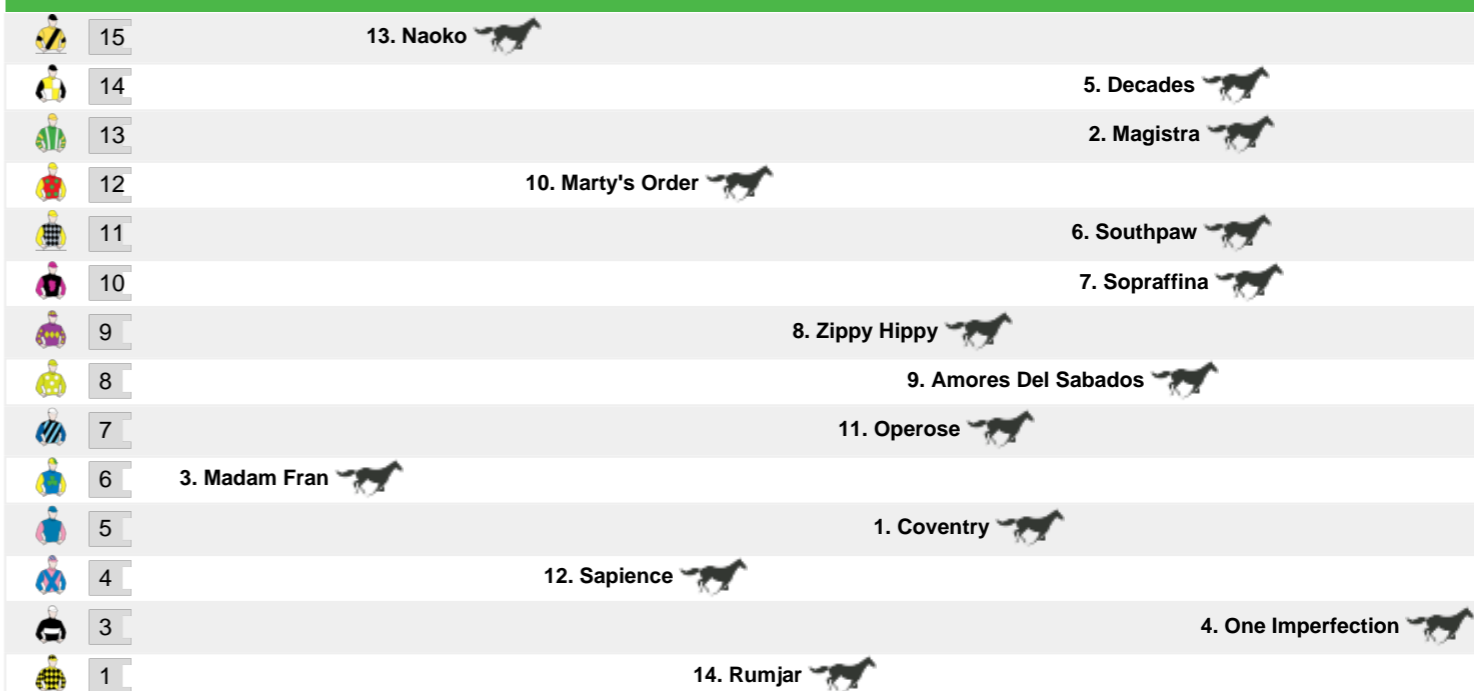 15 13. Naoko
14 5. Decades
13 2. Magistra
12 10. Marty's Order
11 6. Southpaw
10 7. Sopraffina
9 8. Zippy Hippy
8 9. Amores Del Sabados
7 11. Operose
6 3. Madam Fran
5 1. Coventry
4 12. Sapience
3 4. One Imperfection
1 14. Rumjar